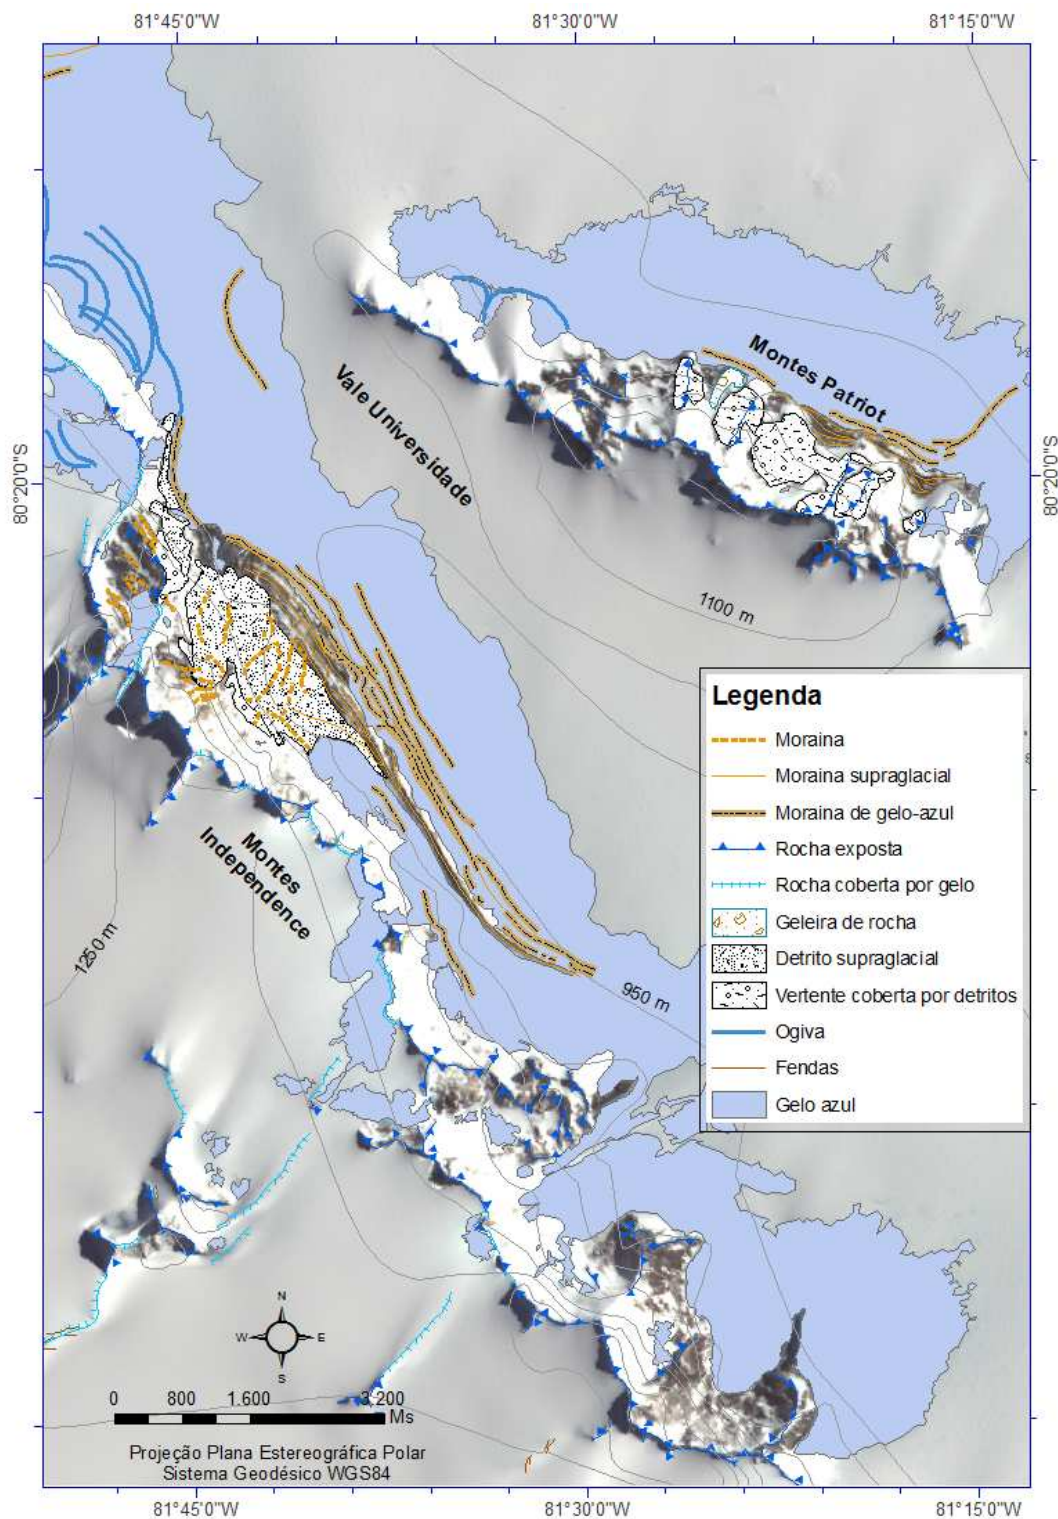 81°45'0"W
81°30'0"W
81°15'0"W
80°20'0"S
80°20'0"S
Vale Universidade
Montes Patriot
1100 m
Montes
Independence
1250 m
950 m
Legenda
Moraina
Moraina supraglacial
Moraina de gelo-azul
Rocha exposta
Rocha coberta por gelo
Geleira de rocha
Detrito supraglacial
Vertente coberta por detritos
Ogiva
Fendas
Gelo azul
N
W
E
S
0 800 1.600 3.200
Ms
Projeção Plana Estereográfica Polar
Sistema Geodésico WGS84
81°45'0"W
81°30'0"W
81°15'0"W